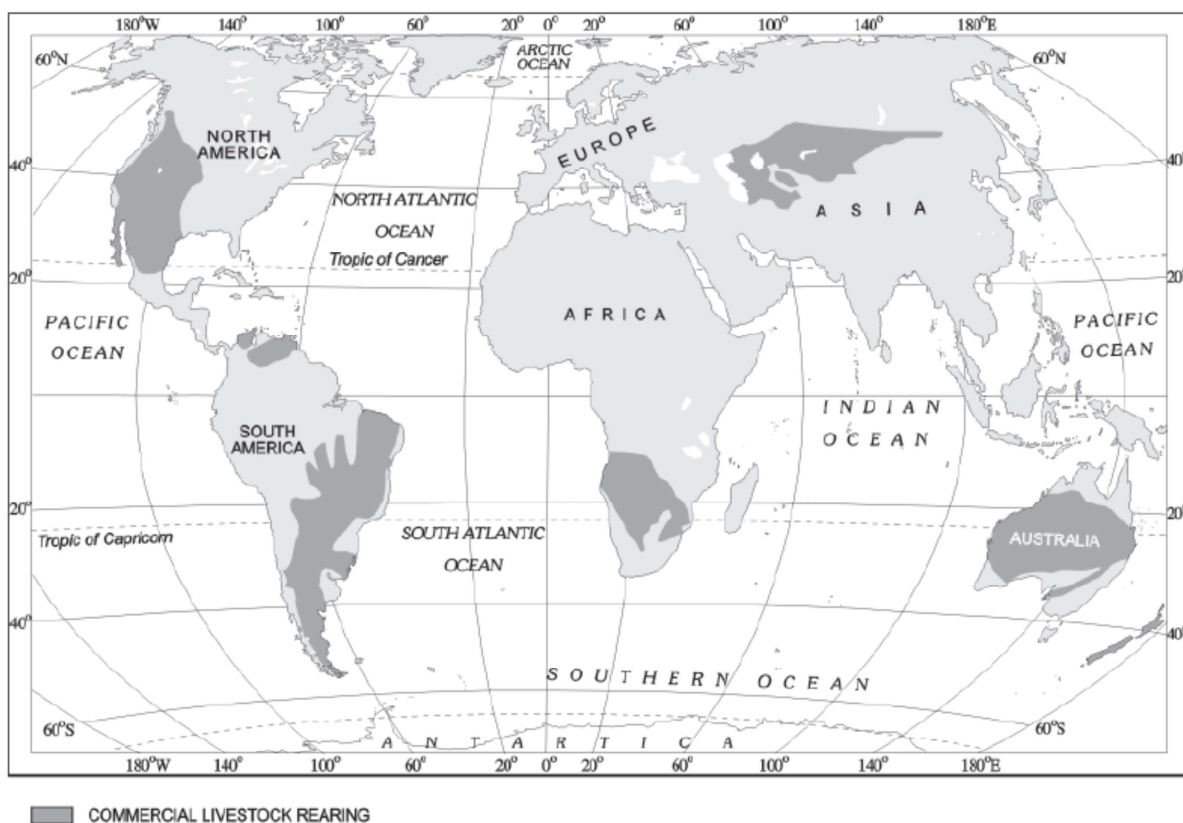 180°W 140° 100° 60° 20° 0° 20° 60° 100° 140° 180°E
ARCTIC
OCEAN
60°N
60°N
NORTH
AMERICA
EUROPE
40°
40°
NORTH ATLANTIC
OCEAN
ASIA
Tropic of Cancer
20°
20°
AFRICA
PACIFIC
OCEAN
PACIFIC
OCEAN
INDIAN
OCEAN
SOUTH
AMERICA
20°
20°
Tropic of Capricorn
SOUTH ATLANTIC
OCEAN
AUSTRALIA
40°
40°
SOUTHERN OCEAN
60°S
60°S
ANTARTICA
180°W 140° 100° 60° 20° 0° 20° 60° 100° 140° 180°E
COMMERCIAL LIVESTOCK REARING